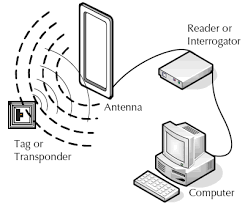 Reader or
Interrogator
Antenna
Tag or
Transponder
Computer